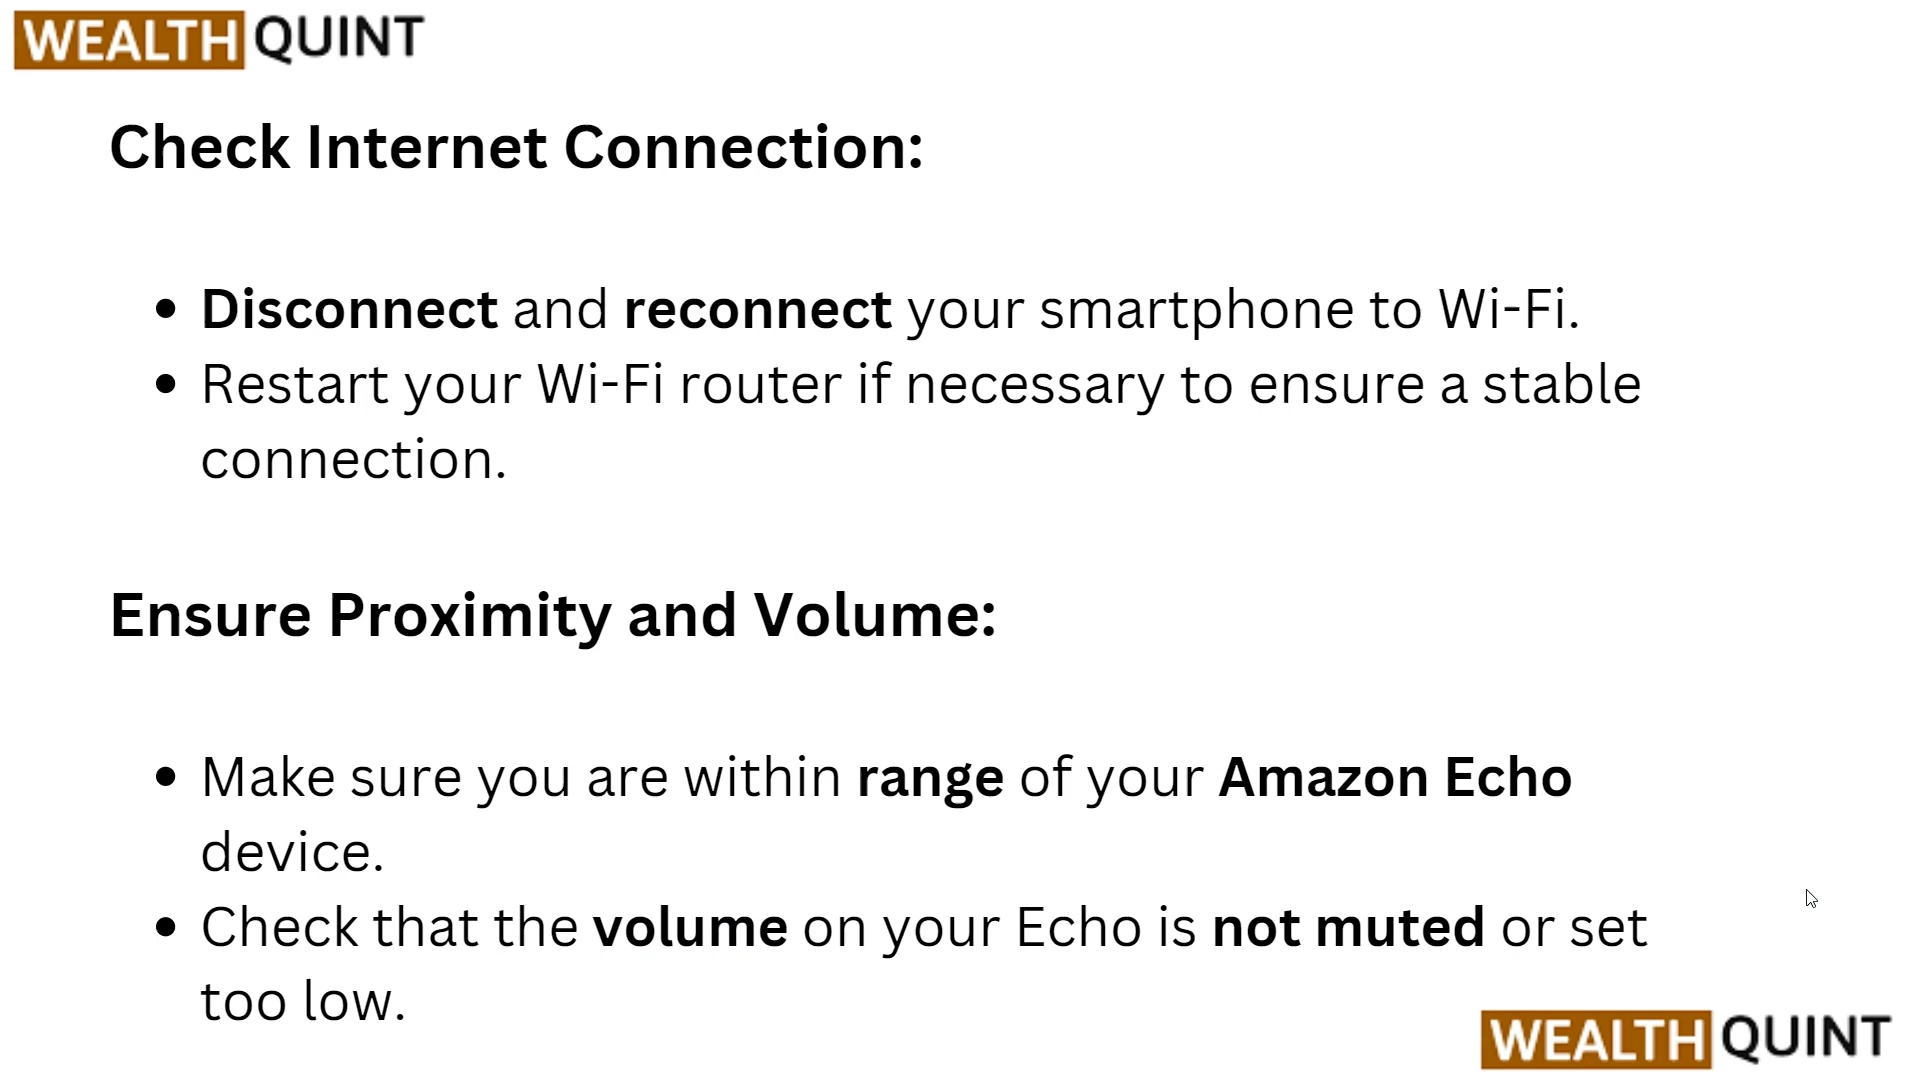 WEALTH QUINT
Check Internet Connection:
• Disconnect and reconnect your smartphone to Wi-Fi.
• Restart your Wi-Fi router if necessary to ensure a stable
connection.
Ensure Proximity and Volume:
• Make sure you are within range of your Amazon Echo
device.
• Check that the volume on your Echo is not muted or set
too low.
WEALTH QUINT